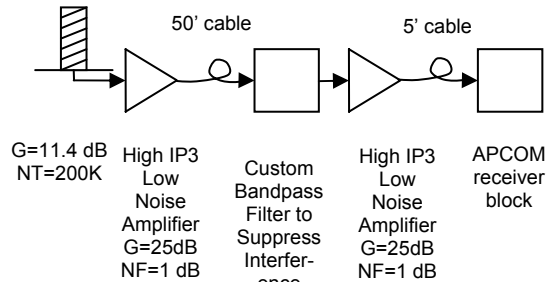 50’ cable
5’ cable
G=11.4 dB
NT=200K
High IP3
Low
Noise
Amplifier
G=25dB
NF=1 dB
Custom
Bandpass
Filter to
Suppress
Interfer-
High IP3
Low
Noise
Amplifier
G=25dB
NF=1 dB
APCOM
receiver
block